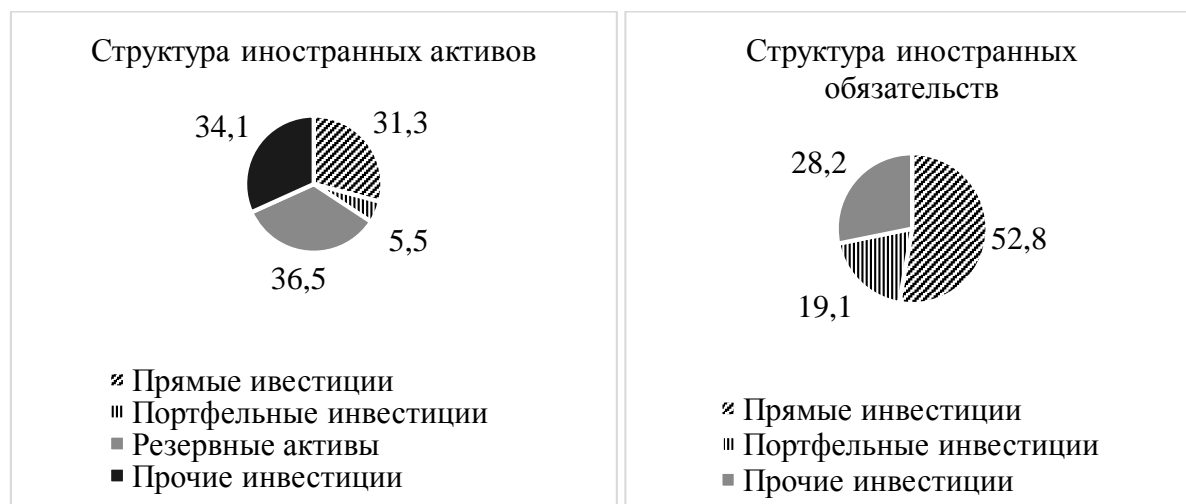 Структура иностранных активов
34,1
31,3
5,5
36,5
Прямые ивестиции
Портфельные инвестиции
Резервные активы
Прочие инвестиции
Структура иностранных
обязательств
28,2
52,8
19,1
Прямые инвестиции
Портфельные инвестиции
Прочие инвестиции